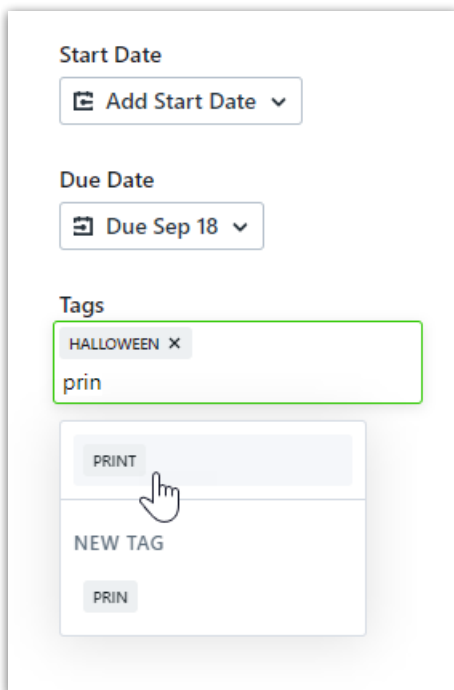 Start Date
Add Start Date
Due Date
Due Sep 18
Tags
HALLOWEEN ✕
prin
PRINT
NEW TAG
PRIN